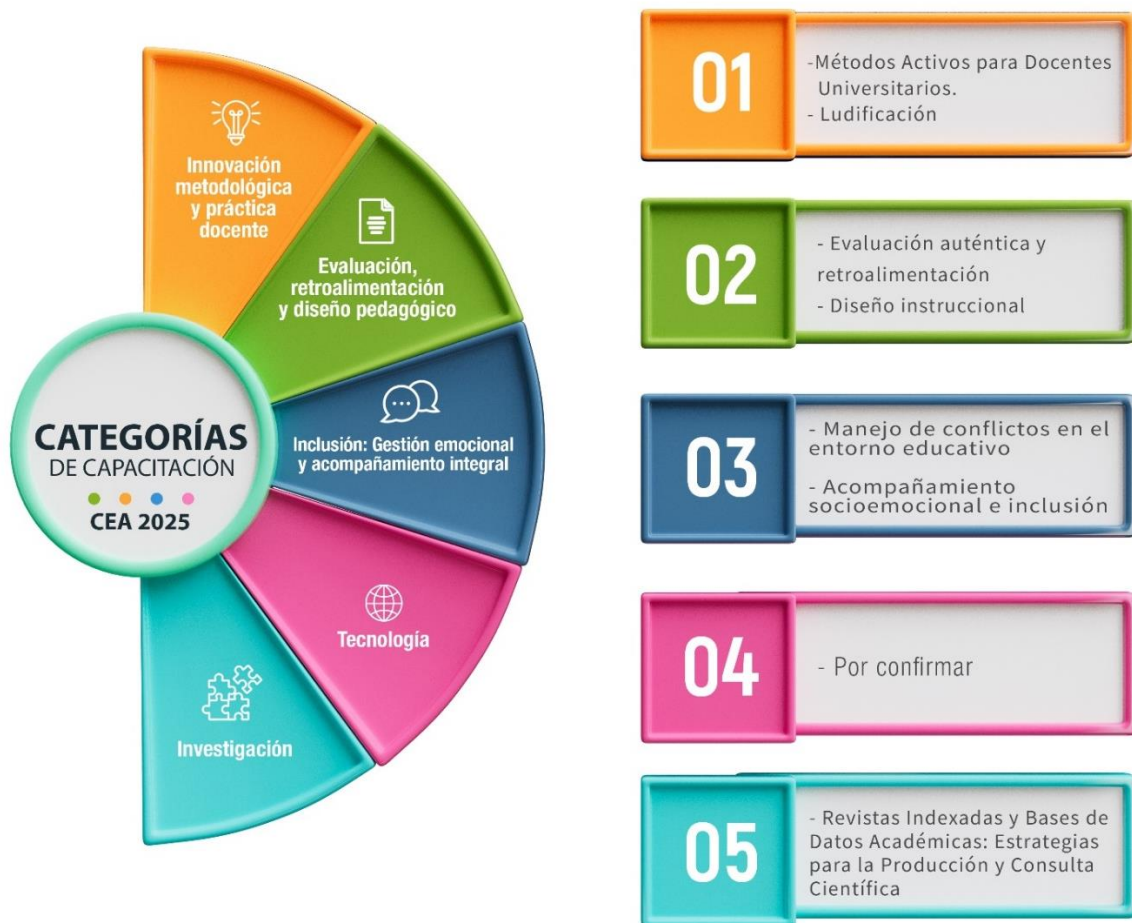 Innovación
metodológica
y práctica
docente
Evaluación,
retroalimentación
y diseño pedagógico
Inclusión: Gestión emocional
y acompañamiento integral
CATEGORÍAS
DE CAPACITACIÓN
CEA 2025
Tecnología
Investigación
01
-Métodos Activos para Docentes
Universitarios.
- Ludificación
02
- Evaluación auténtica y
retroalimentación
- Diseño instruccional
03
- Manejo de conflictos en el
entorno educativo
- Acompañamiento
socioemocional e inclusión
04
- Por confirmar
05
- Revistas Indexadas y Bases de
Datos Académicas: Estrategias
para la Producción y Consulta
Científica